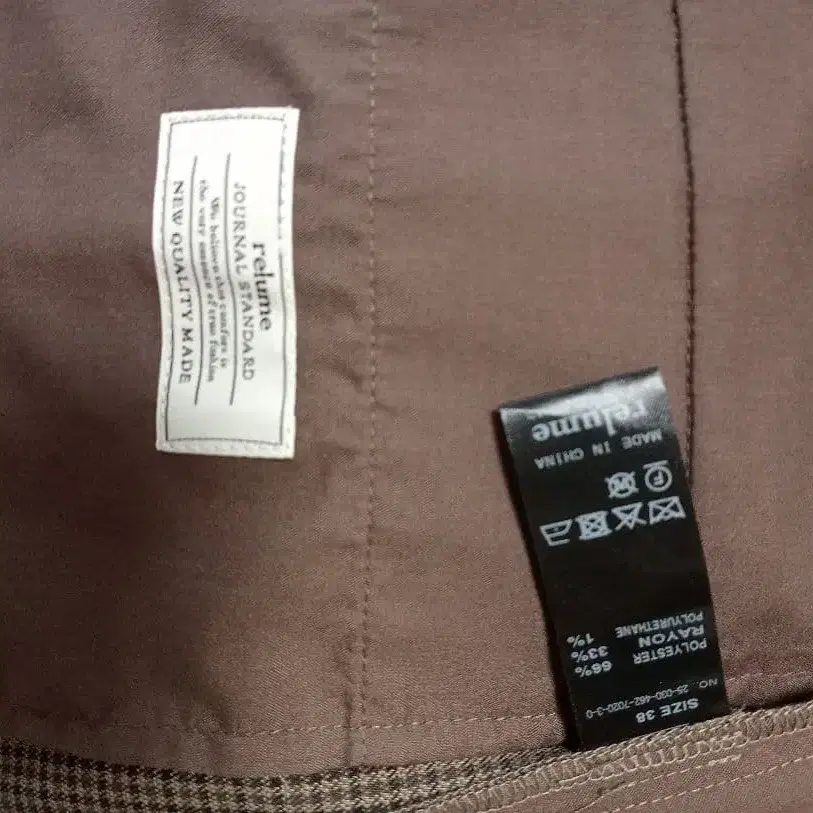 relume
JOURNAL STANDARD
We believe that comfort is
the very essence of true fashion
NEW QUALITY MADE
SIZE 38
NO. 25-030-462-7020-3-0
POLYESTER 66%
RAYON 33%
POLYURETHANE 1%
MADE IN CHINA
relume